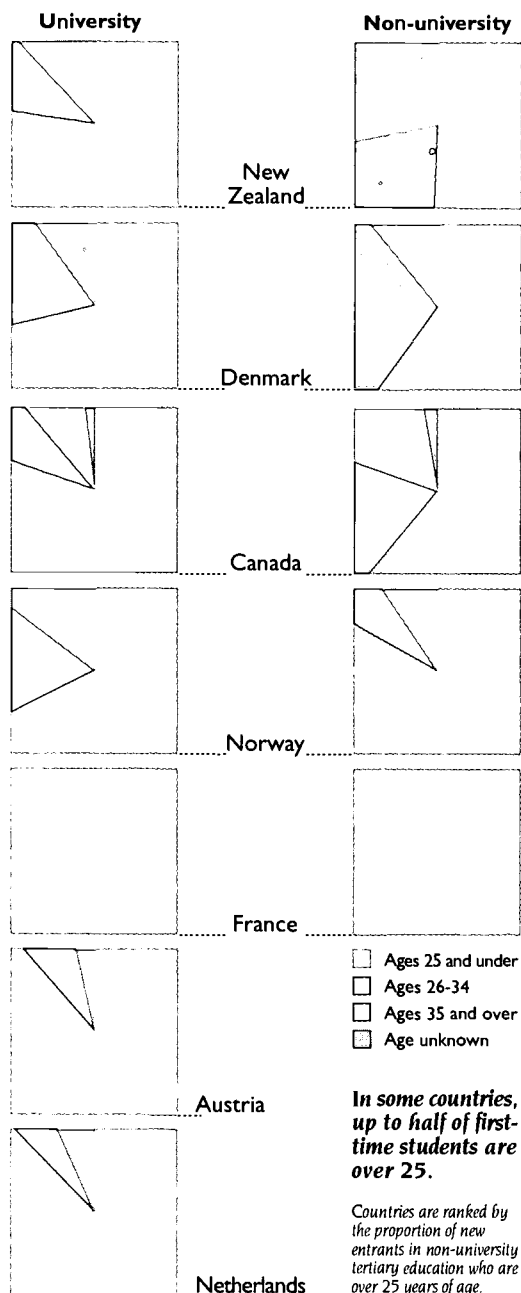 University
Non-university
New
Zealand
Denmark
Canada
Norway
France
Austria
Netherlands
Ages 25 and under
Ages 26-34
Ages 35 and over
Age unknown
In some countries,
up to half of first-
time students are
over 25.
Countries are ranked by
the proportion of new
entrants in non-university
tertiary education who are
over 25 years of age.